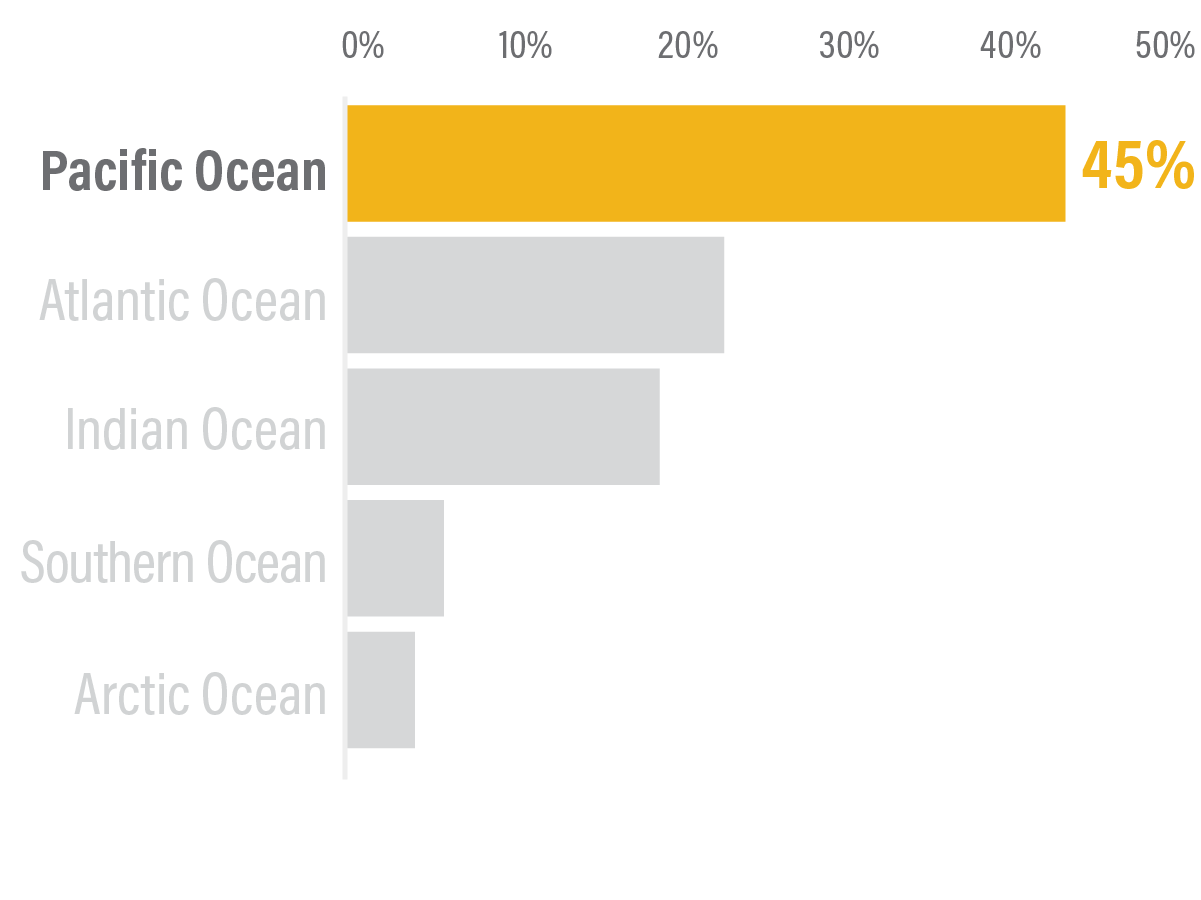 0% 10% 20% 30% 40% 50%
Pacific Ocean 45%
Atlantic Ocean
Indian Ocean
Southern Ocean
Arctic Ocean